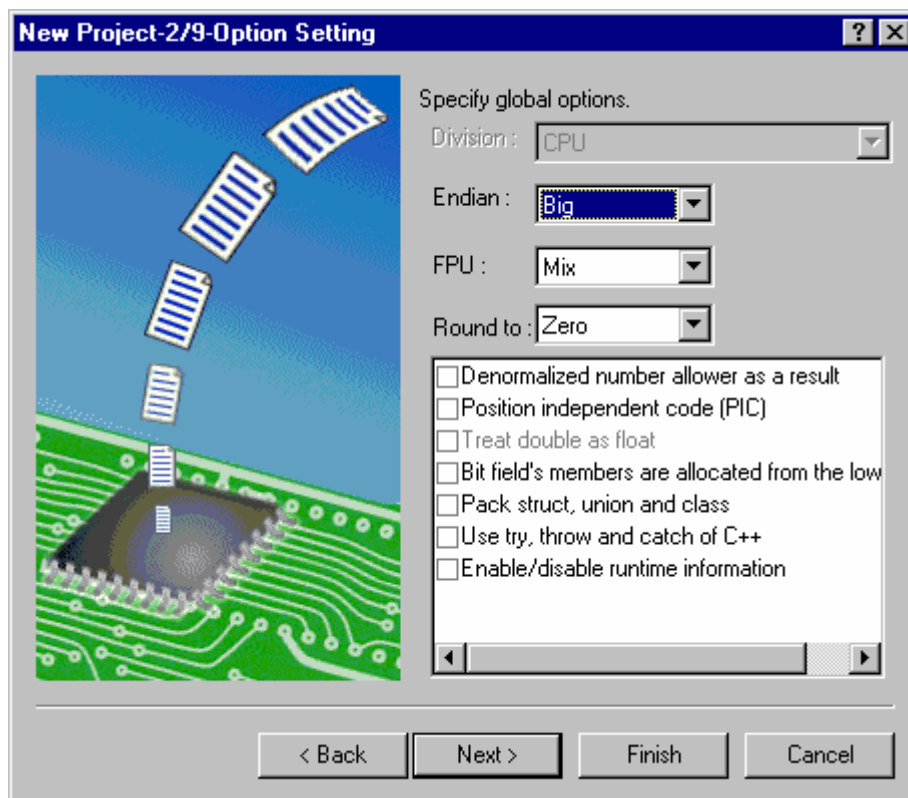 New Project-2/9-Option Setting
Specify global options.
Division : CPU
Endian : Big
FPU : Mix
Round to : Zero
Denormalized number allower as a result
Position independent code (PIC)
Treat double as float
Bit field's members are allocated from the low
Pack struct, union and class
Use try, throw and catch of C++
Enable/disable runtime information
< Back Next > Finish Cancel